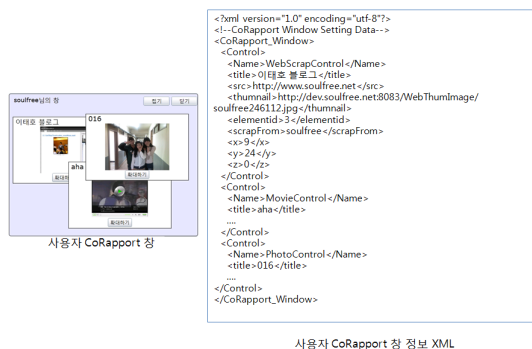 soulfree님의 창
접기
닫기
이태호 블로그
016
확대하기
aha
확대하기
확대하기
사용자 CoRapport 창
<?xml version="1.0" encoding="utf-8"?>
<!--CoRapport Window Setting Data-->
<CoRapport_Window>
<Control>
<Name>WebScrapControl</Name>
<title>이태호 블로그</title>
<src>http://www.soulfree.net</src>
<thumnail>http://dev.soulfree.net:8083/WebThumImage/
soulfree246112.jpg</thumnail>
<elementid>3</elementid>
<scrapFrom>soulfree</scrapFrom>
<x>9</x>
<y>24</y>
<z>0</z>
</Control>
<Control>
<Name>MovieControl</Name>
<title>aha</title>
....
</Control>
<Control>
<Name>PhotoControl</Name>
<title>016</title>
....
</Control>
</CoRapport_Window>
사용자 CoRapport 창 정보 XML